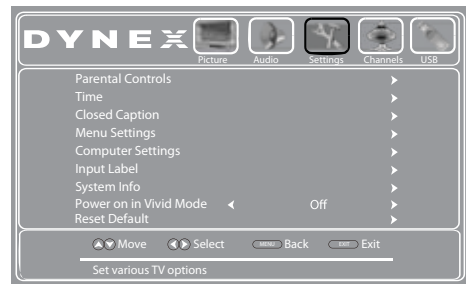 DYNEX
Picture Audio Settings Channels USB
Parental Controls
Time
Closed Caption
Menu Settings
Computer Settings
Input Label
System Info
Power on in Vivid Mode Off
Reset Default
Move Select MENU Back EXIT Exit
Set various TV options